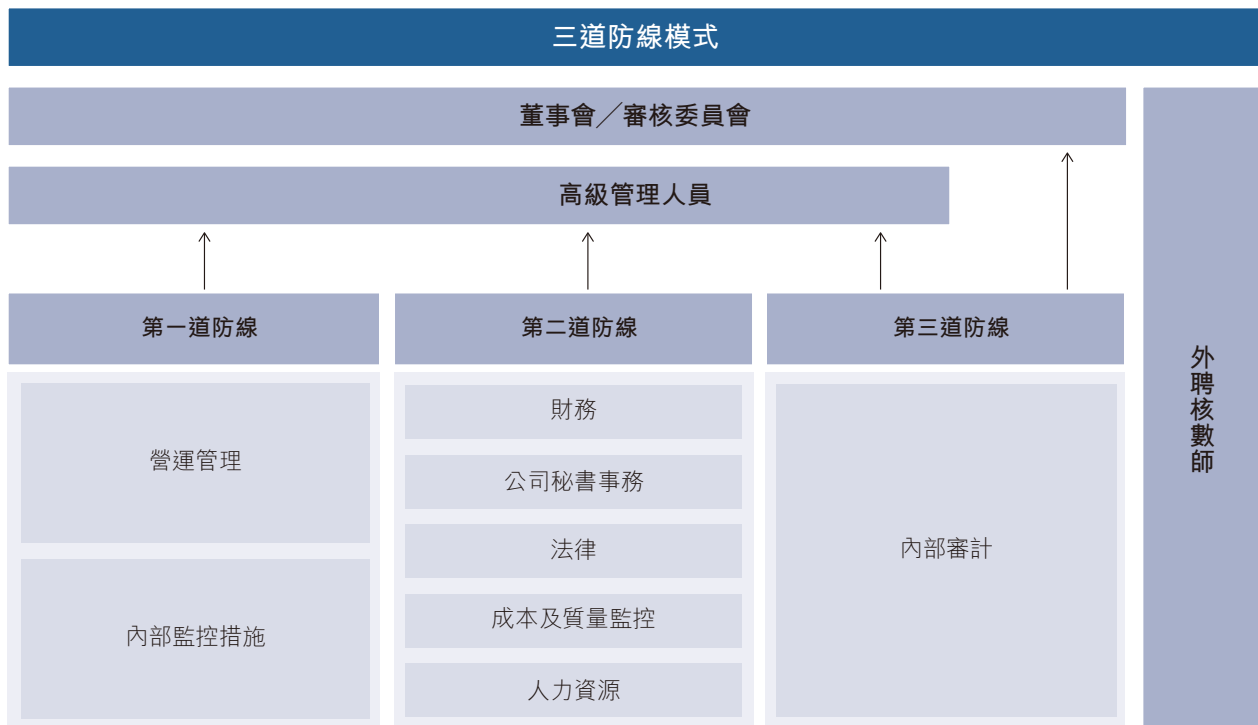 三道防線模式
董事會／審核委員會
高級管理人員
第一道防線
營運管理
內部監控措施
第二道防線
財務
公司秘書事務
法律
成本及質量監控
人力資源
第三道防線
內部審計
外聘核數師